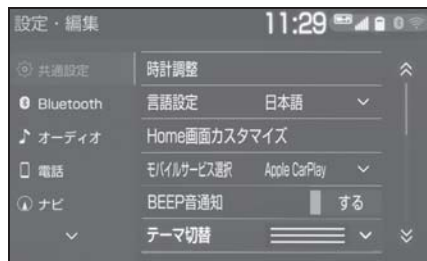 設定・編集 11:29 0
共通設定
Bluetooth
オーディオ
電話
ナビ
時計調整
言語設定 日本語
Home画面カスタマイズ
モバイルサービス選択 Apple CarPlay
BEEP音通知 する
テーマ切替